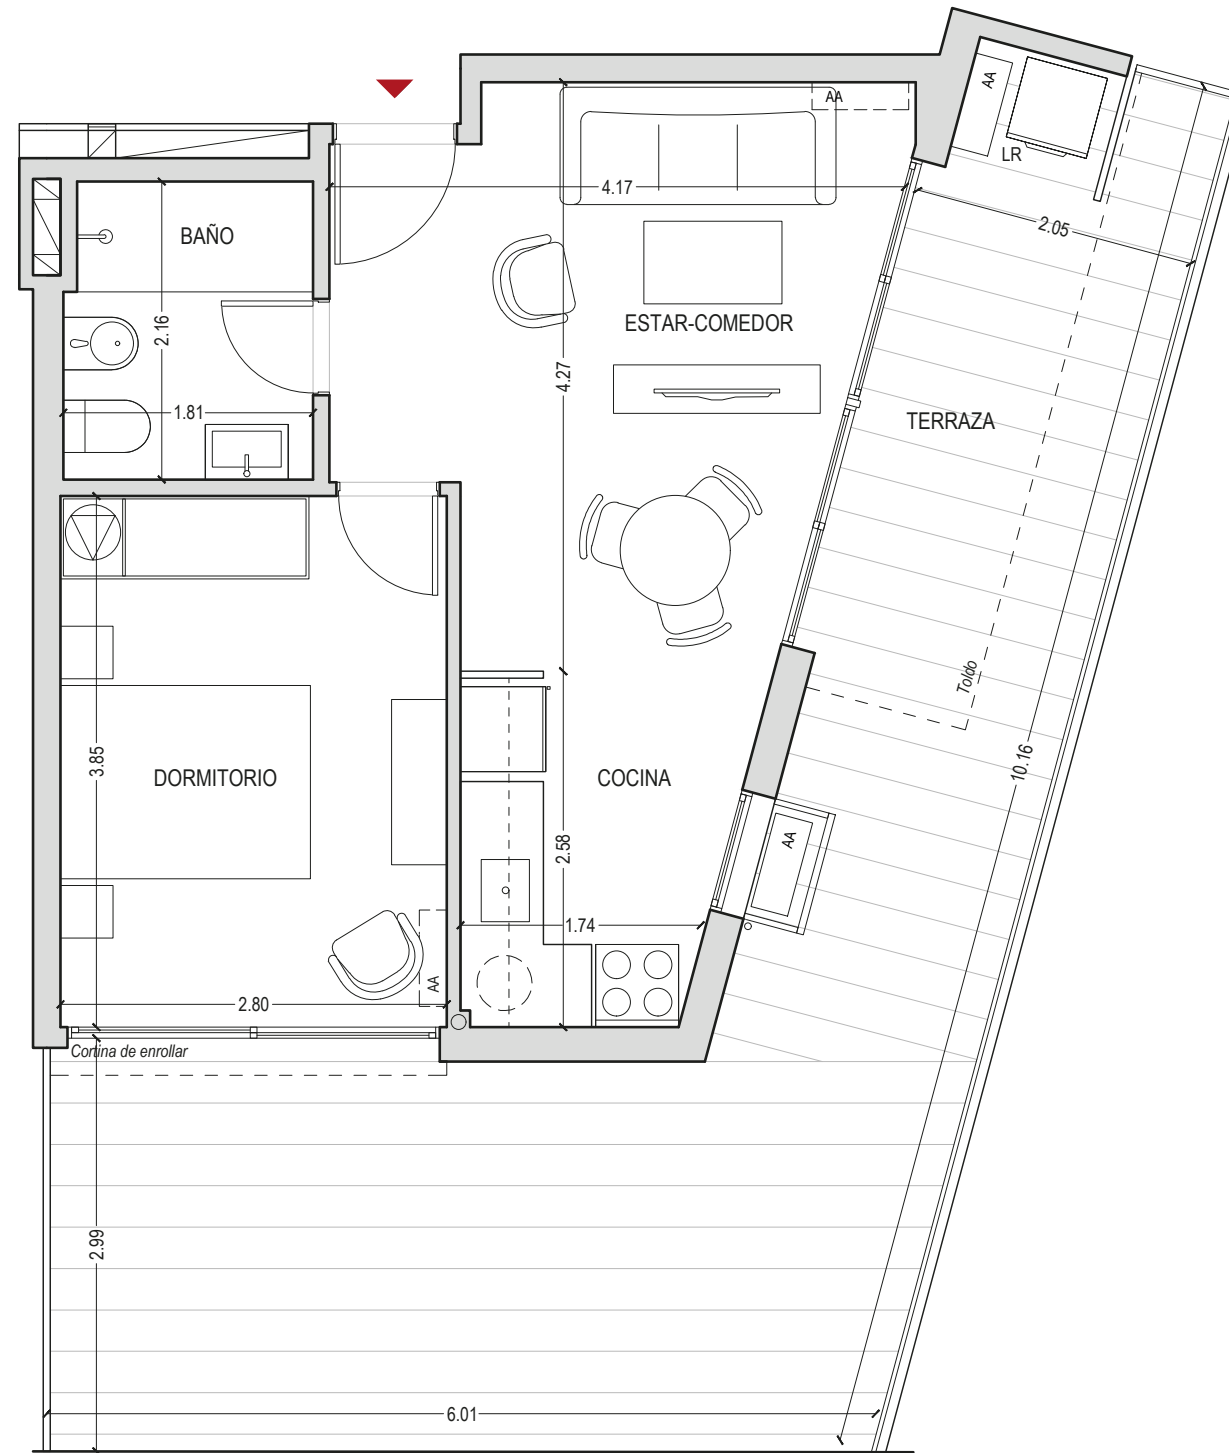 AA
AA
LR
4.17
2.05
BAÑO
ESTAR-COMEDOR
2.16
4.27
1.81
TERRAZA
Toldo
10.16
3.85
DORMITORIO
COCINA
2.58
AA
1.74
AA
2.80
Cortina de enrollar
2.99
6.01